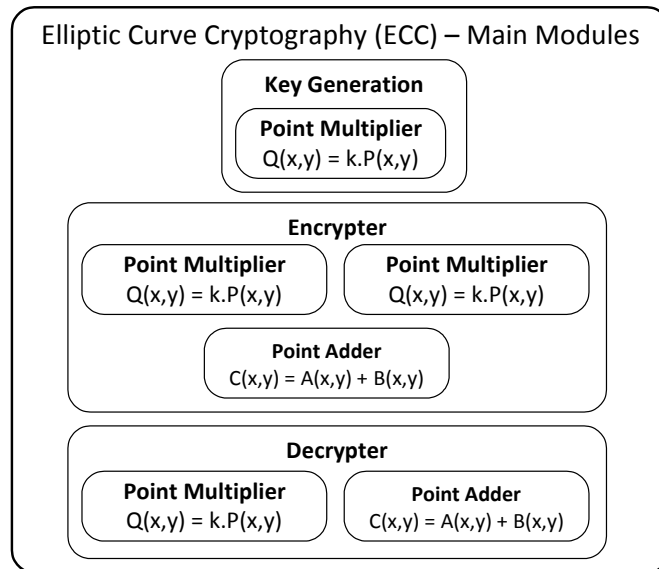 Elliptic Curve Cryptography (ECC) – Main Modules
Key Generation
Point Multiplier
Q(x,y) = k.P(x,y)
Encrypter
Point Multiplier
Q(x,y) = k.P(x,y)
Point Multiplier
Q(x,y) = k.P(x,y)
Point Adder
C(x,y) = A(x,y) + B(x,y)
Decrypter
Point Multiplier
Q(x,y) = k.P(x,y)
Point Adder
C(x,y) = A(x,y) + B(x,y)